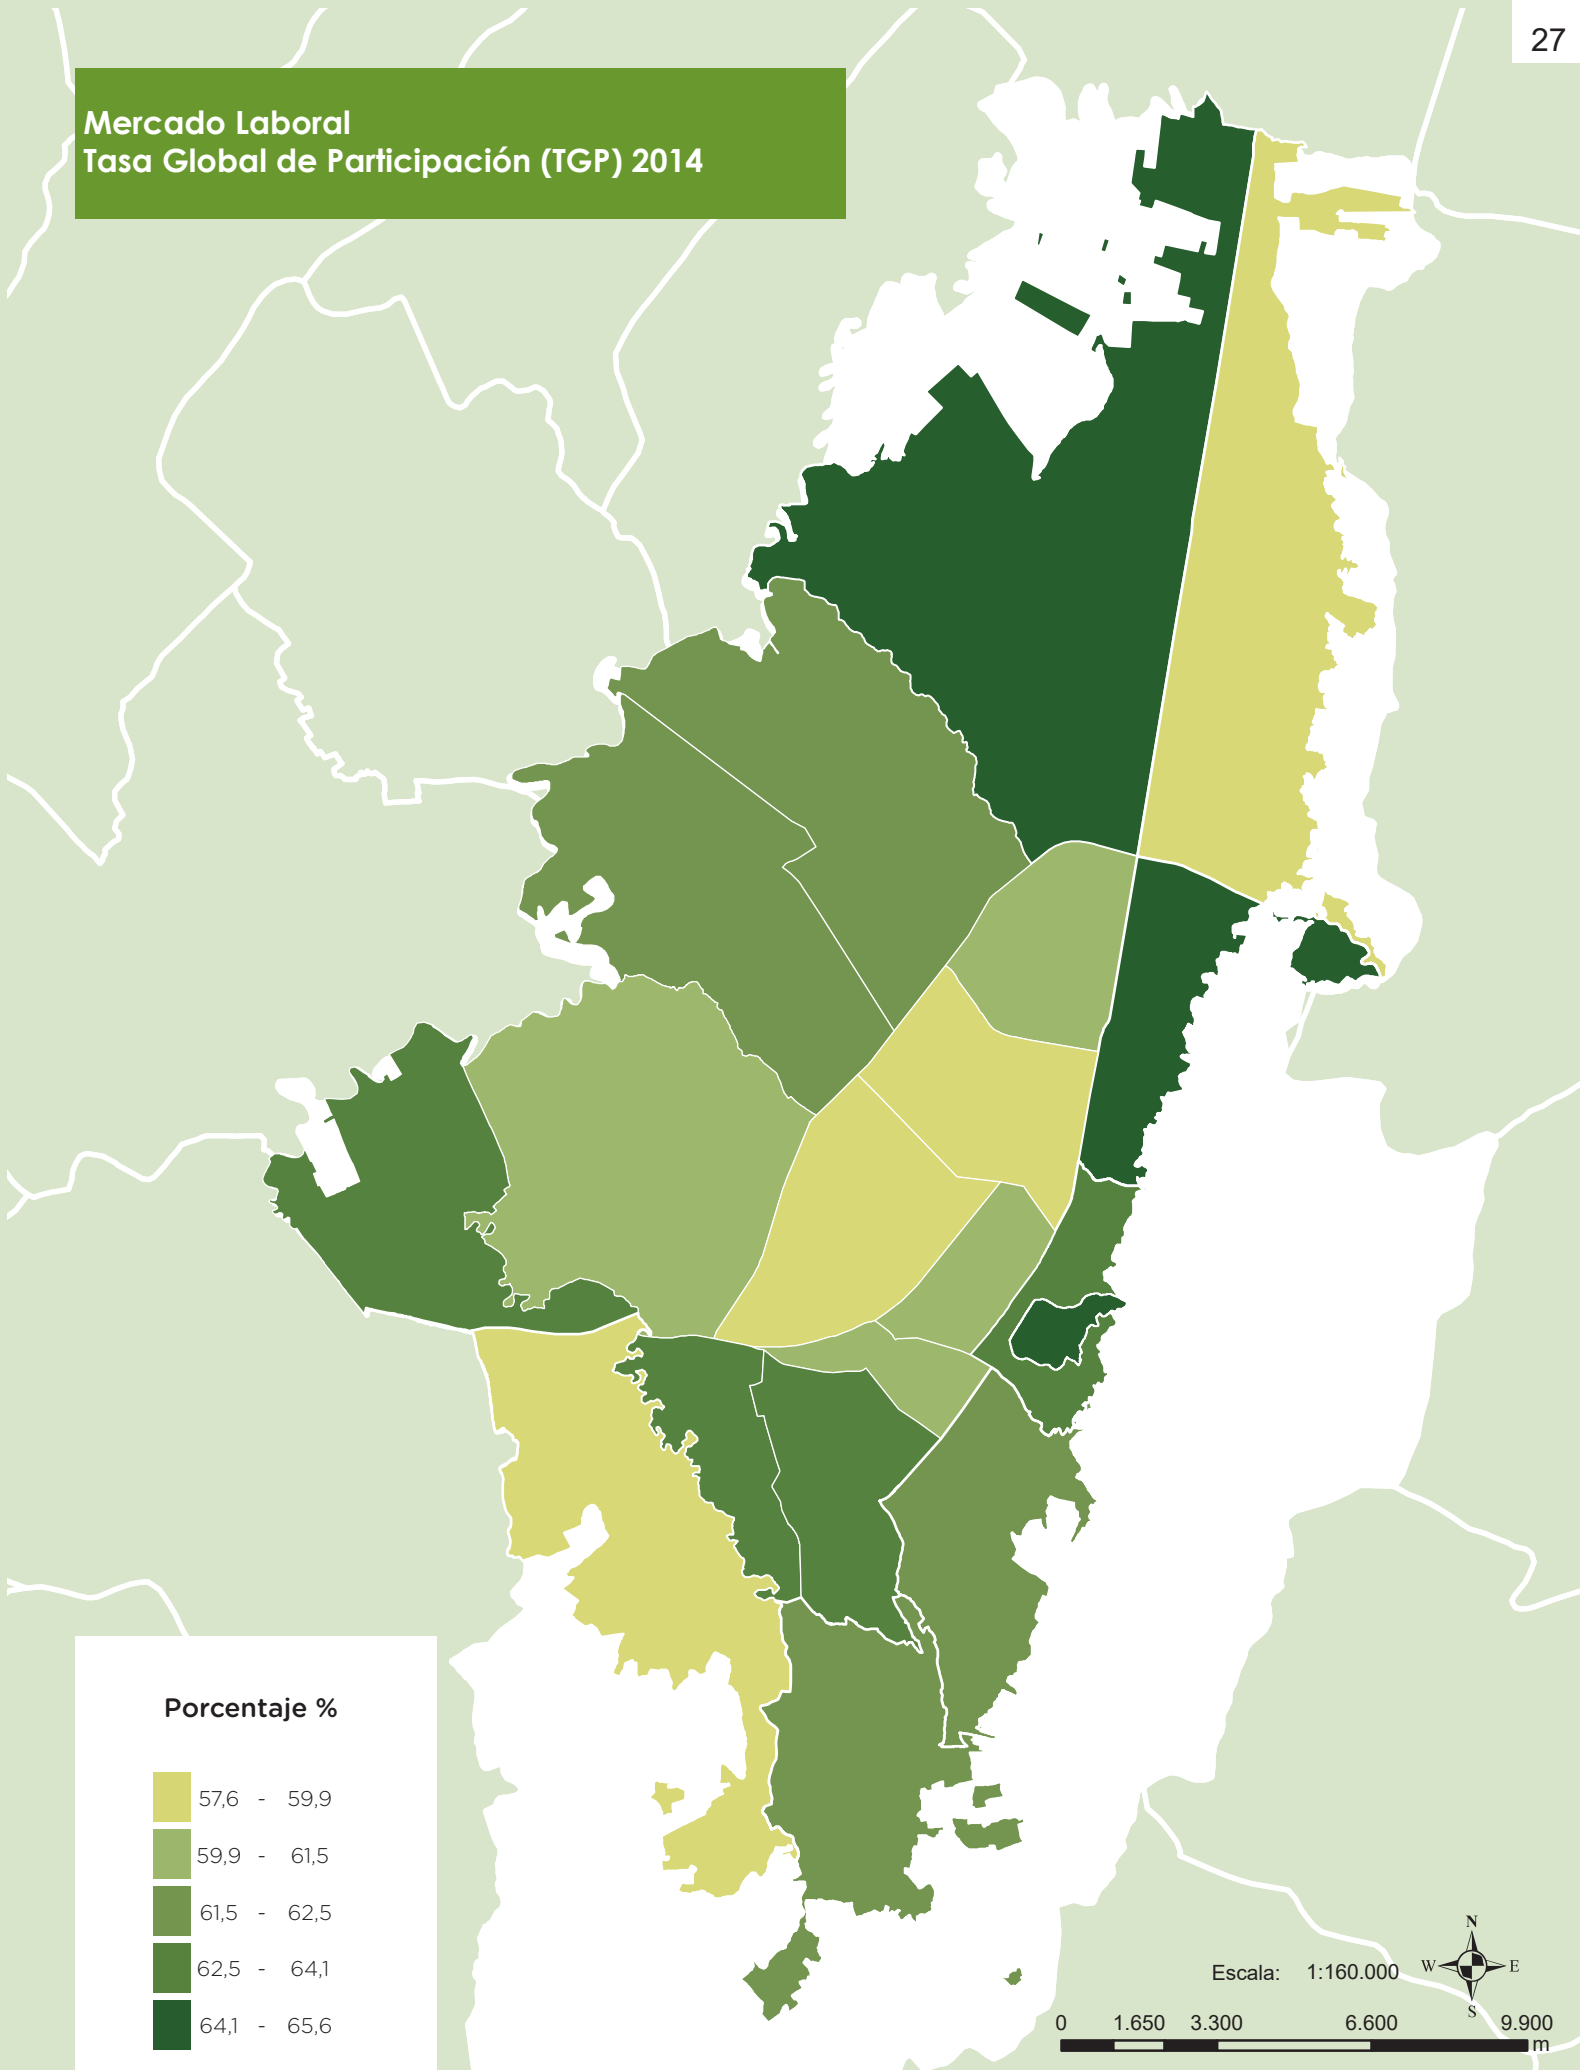 27
Mercado Laboral
Tasa Global de Participación (TGP) 2014
Porcentaje %
57,6 - 59,9
59,9 - 61,5
61,5 - 62,5
62,5 - 64,1
64,1 - 65,6
Escala: 1:160.000
N
W E
S
0 1.650 3.300 6.600 9.900
m